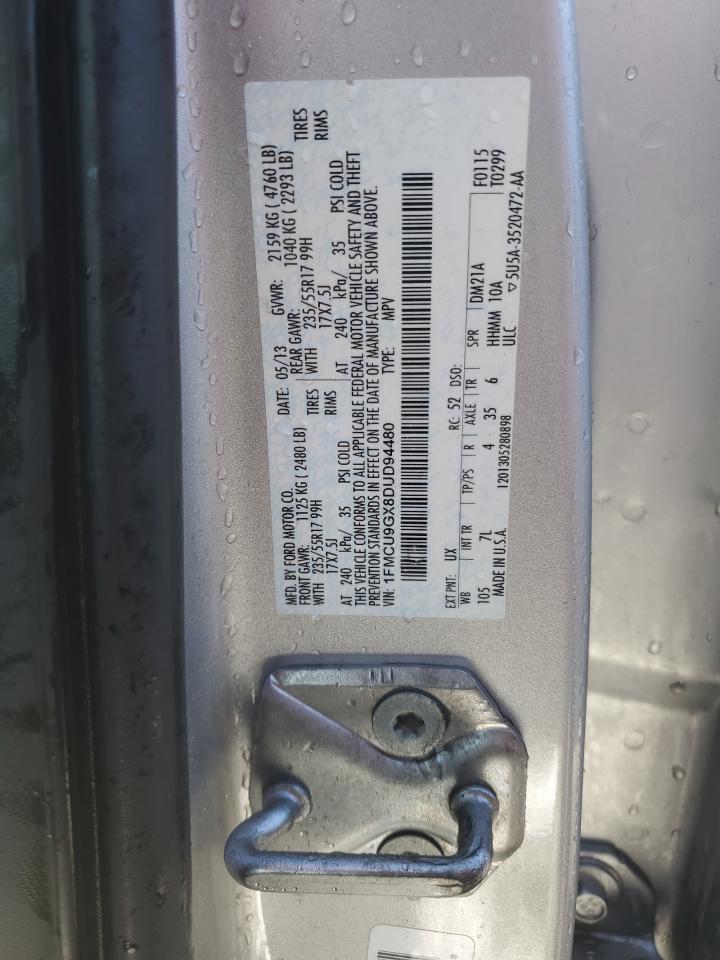 MFD. BY FORD MOTOR CO. DATE: 05/13 GVWR: 2159 KG ( 4760 LB)
FRONT GAWR: 1125 KG ( 2480 LB) REAR GAWR: 1040 KG ( 2293 LB)
WITH 235/55R17 99H TIRES WITH 235/55R17 99H TIRES
17X7.5J RIMS 17X7.5J RIMS
AT 240 kPa/ 35 PSI COLD AT 240 kPa/ 35 PSI COLD
THIS VEHICLE CONFORMS TO ALL APPLICABLE FEDERAL MOTOR VEHICLE SAFETY AND THEFT
PREVENTION STANDARDS IN EFFECT ON THE DATE OF MANUFACTURE SHOWN ABOVE.
VIN: 1FMCU9GX8DUD94480 TYPE: MPV
EXT PNT: UX RC: 52 DSO:
WB INT TR TP/PS R AXLE TR SPR DM21A F0115
105 7L 4 35 6 HHMM 10A T0299
MADE IN U.S.A. 1201305280898 ULC ▽5U5A-3520472-AA